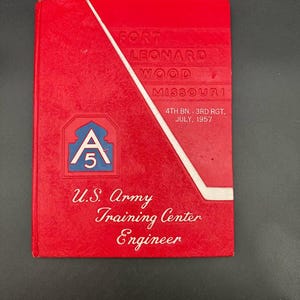 FORT
LEONARD
WOOD
MISSOURI
4TH BN - 3RD RGT.
JULY, 1957
A
5
U.S. Army
Training Center
Engineer